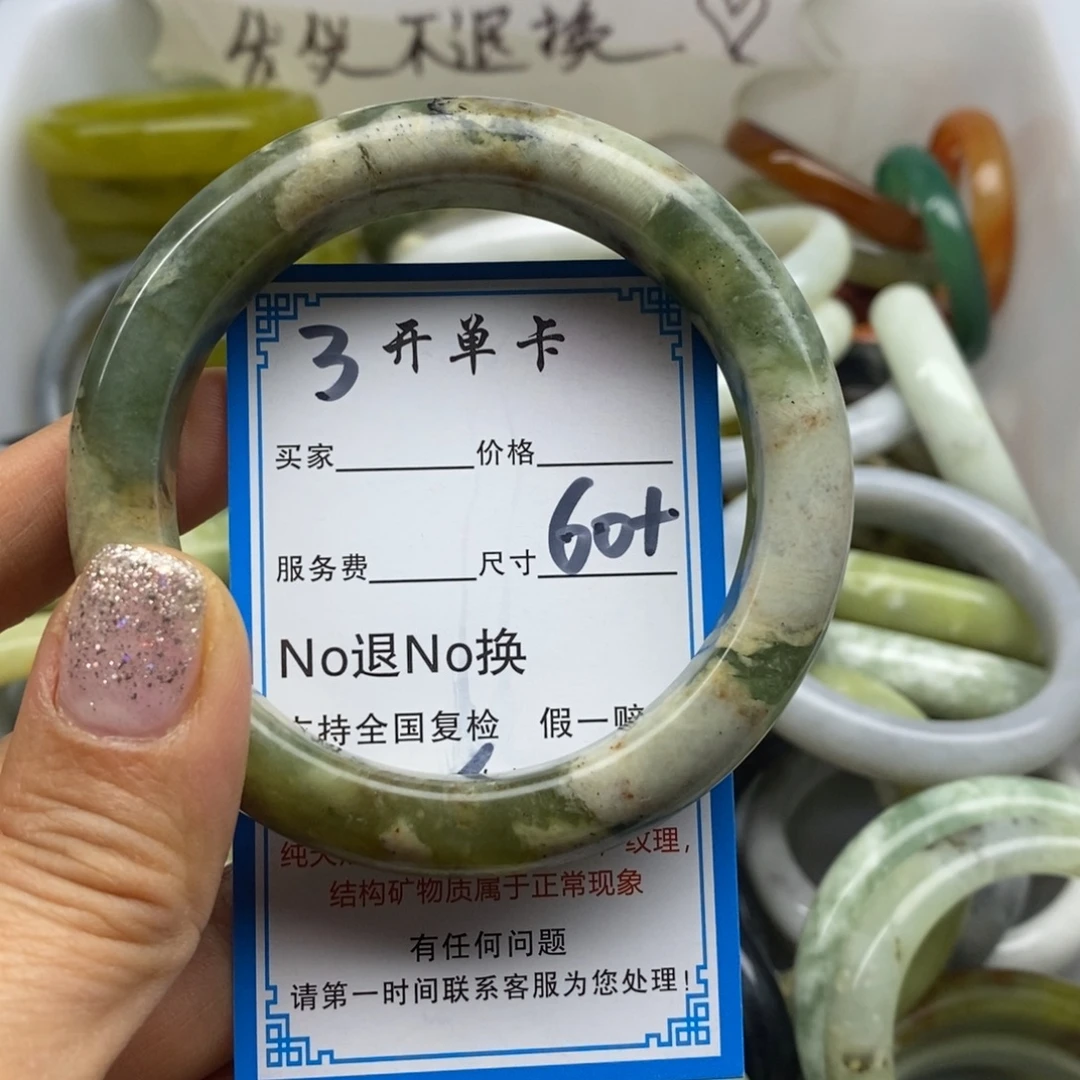 不退换
3 开单卡
买家 价格
服务费 尺寸 60+
No退No换
支持全国复检 假一赔
纯天 纹理，
结构矿物质属于正常现象
有任何问题
请第一时间联系客服为您处理！